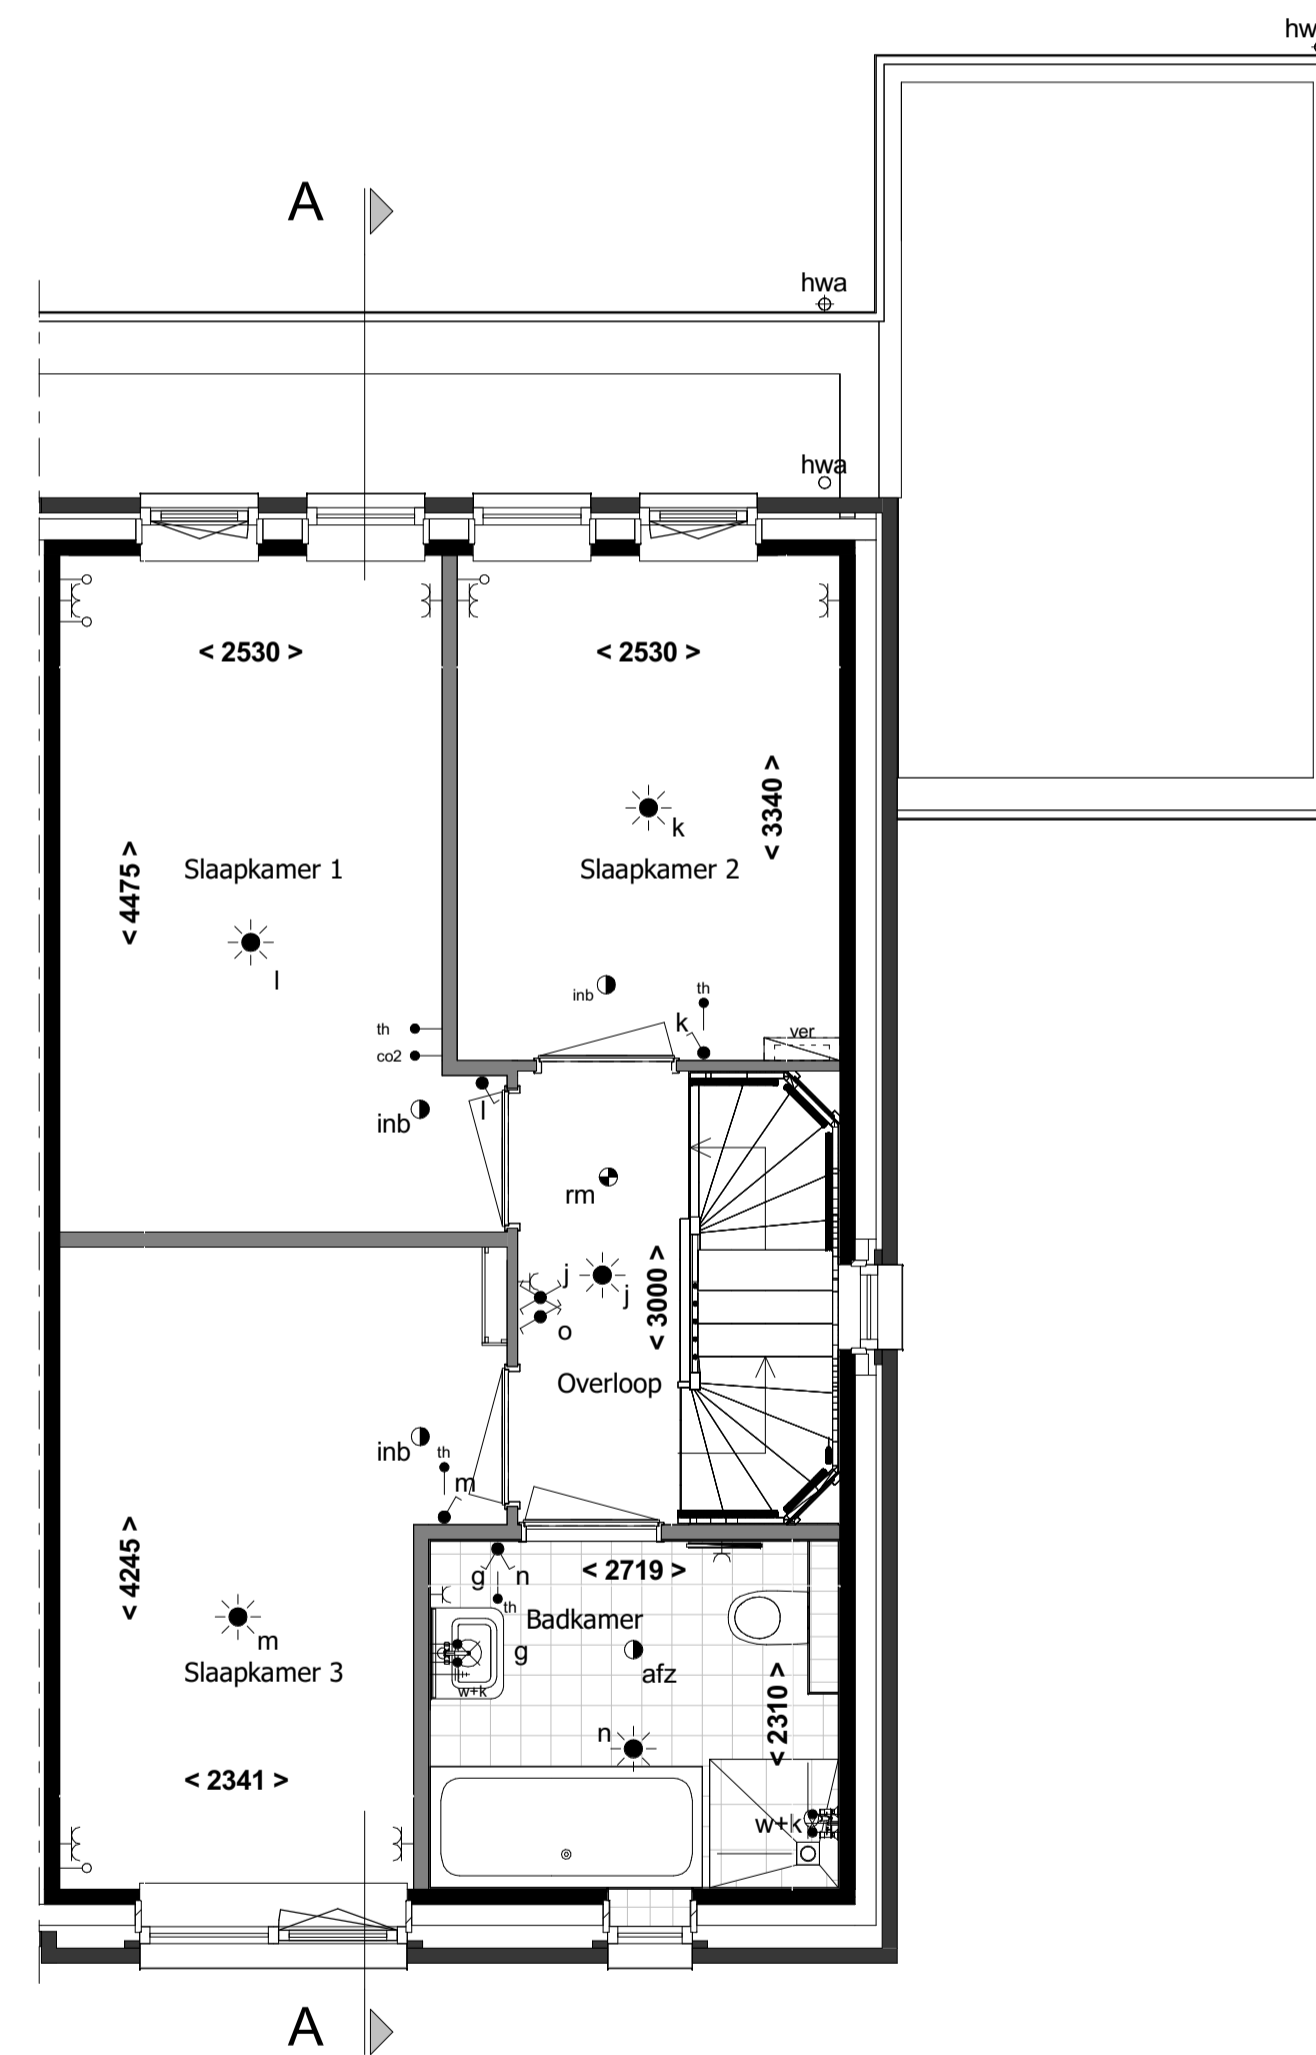 hw
A
hwa
hwa
< 2530 >
< 2530 >
< 3340 >
k
< 4475 >
Slaapkamer 1
Slaapkamer 2
l
inb
th
k
th
co2
ver
inb
l
rm
j
j
< 3000 >
o
Overloop
inb
th
m
< 4245 >
< 2719 >
g
n
th
Badkamer
m
g
afz
Slaapkamer 3
w+k
< 2310 >
n
< 2341 >
w+k
A